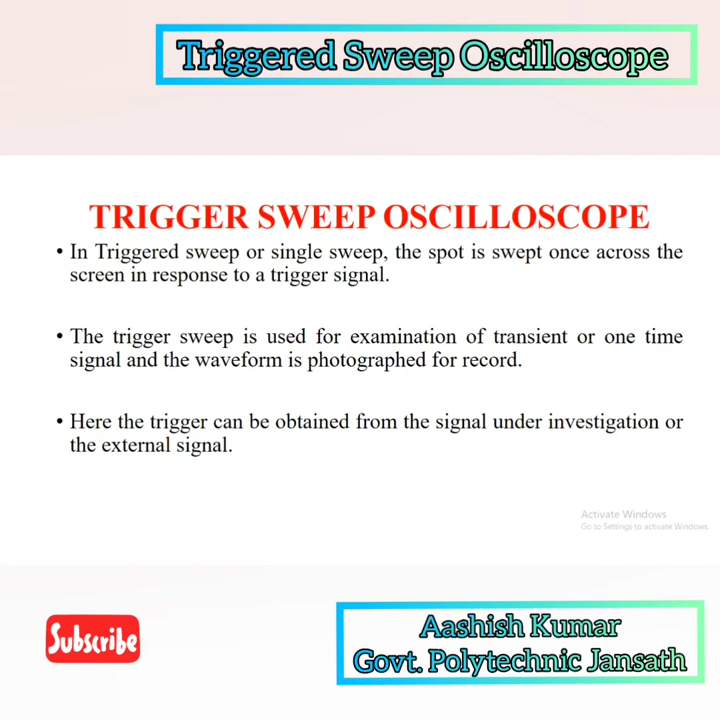 Triggered Sweep Oscilloscope
TRIGGER SWEEP OSCILLOSCOPE
• In Triggered sweep or single sweep, the spot is swept once across the
screen in response to a trigger signal.
• The trigger sweep is used for examination of transient or one time
signal and the waveform is photographed for record.
• Here the trigger can be obtained from the signal under investigation or
the external signal.
Activate Windows
Go to Settings to activate Windows.
Subscribe
Aashish Kumar
Govt. Polytechnic Jansath